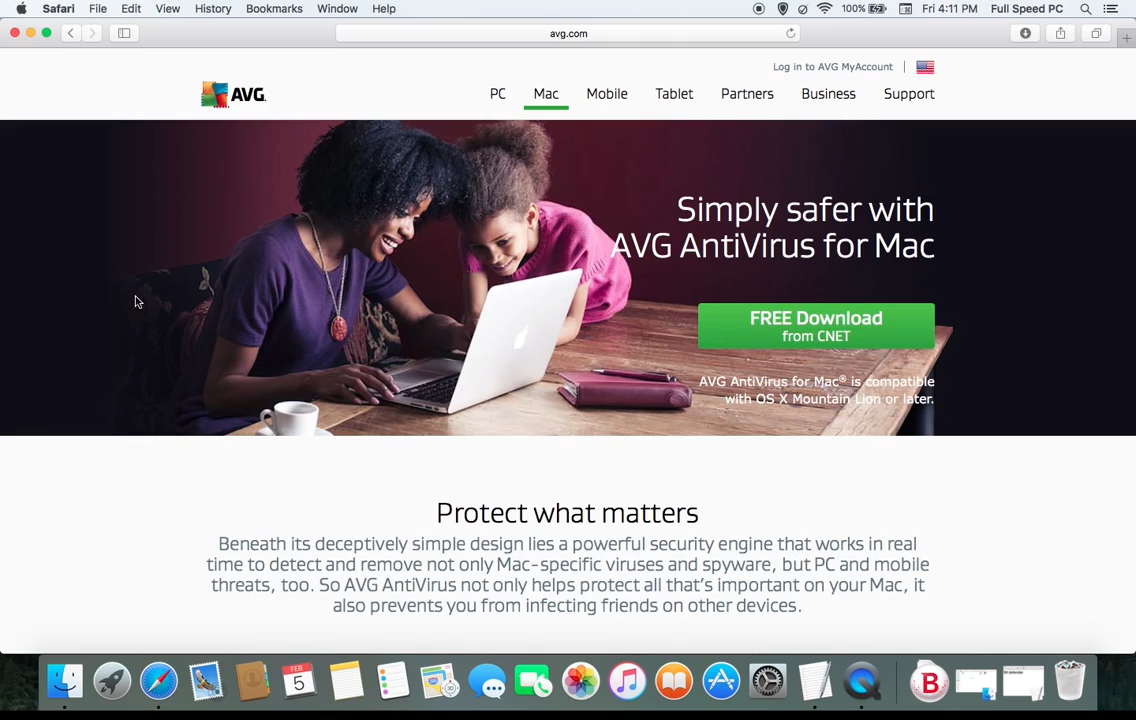 Safari File Edit View History Bookmarks Window Help 100% Fri 4:11 PM Full Speed PC
avg.com
Log in to AVG MyAccount
AVG. PC Mac Mobile Tablet Partners Business Support
Simply safer with
AVG AntiVirus for Mac
FREE Download
from CNET
AVG AntiVirus for Mac® is compatible
with OS X Mountain Lion or later.
Protect what matters
Beneath its deceptively simple design lies a powerful security engine that works in real
time to detect and remove not only Mac-specific viruses and spyware, but PC and mobile
threats, too. So AVG AntiVirus not only helps protect all that's important on your Mac, it
also prevents you from infecting friends on other devices.
FEB
5
B